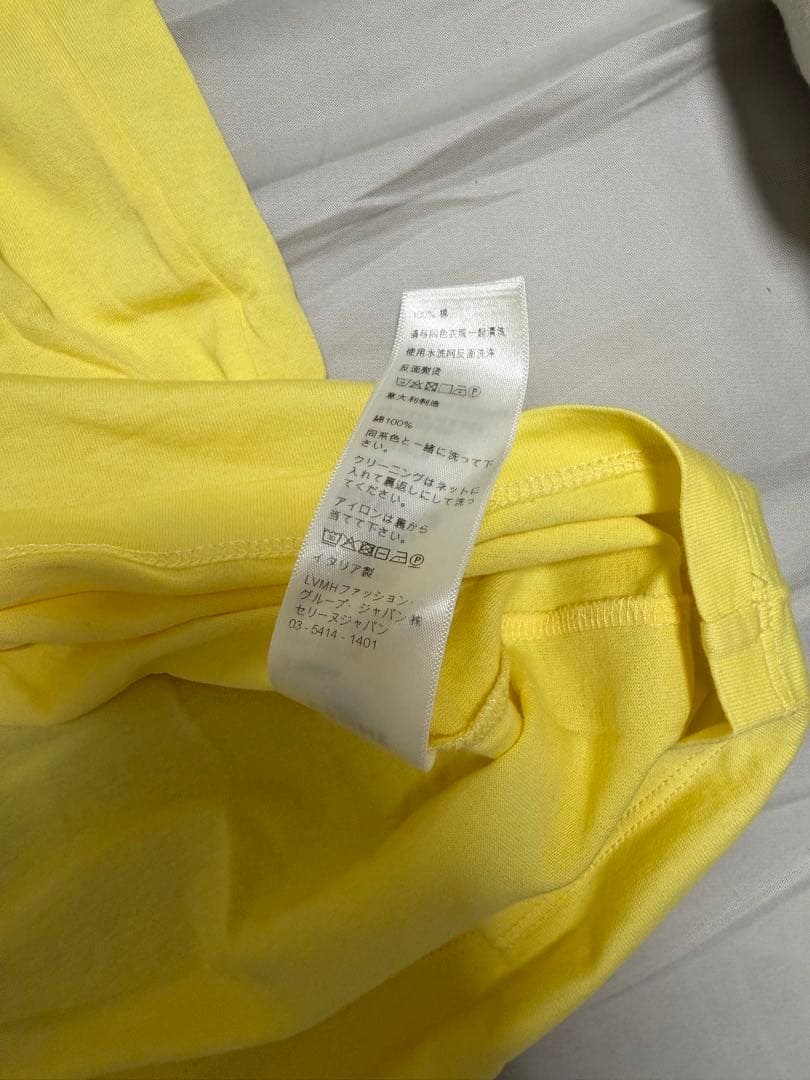 100% 棉
请与同色衣服一起清洗
使用水洗网反面洗涤
反面熨烫
意大利制造
綿100%
同系色と一緒に洗って下
さい。
クリーニングはネットに
入れて裏返しにして洗っ
てください。
アイロンは裏から
当てて下さい。
30
イタリア製
LVMHファッション・
グループ・ジャパン㈱
セリーヌジャパン
03-5414-1401